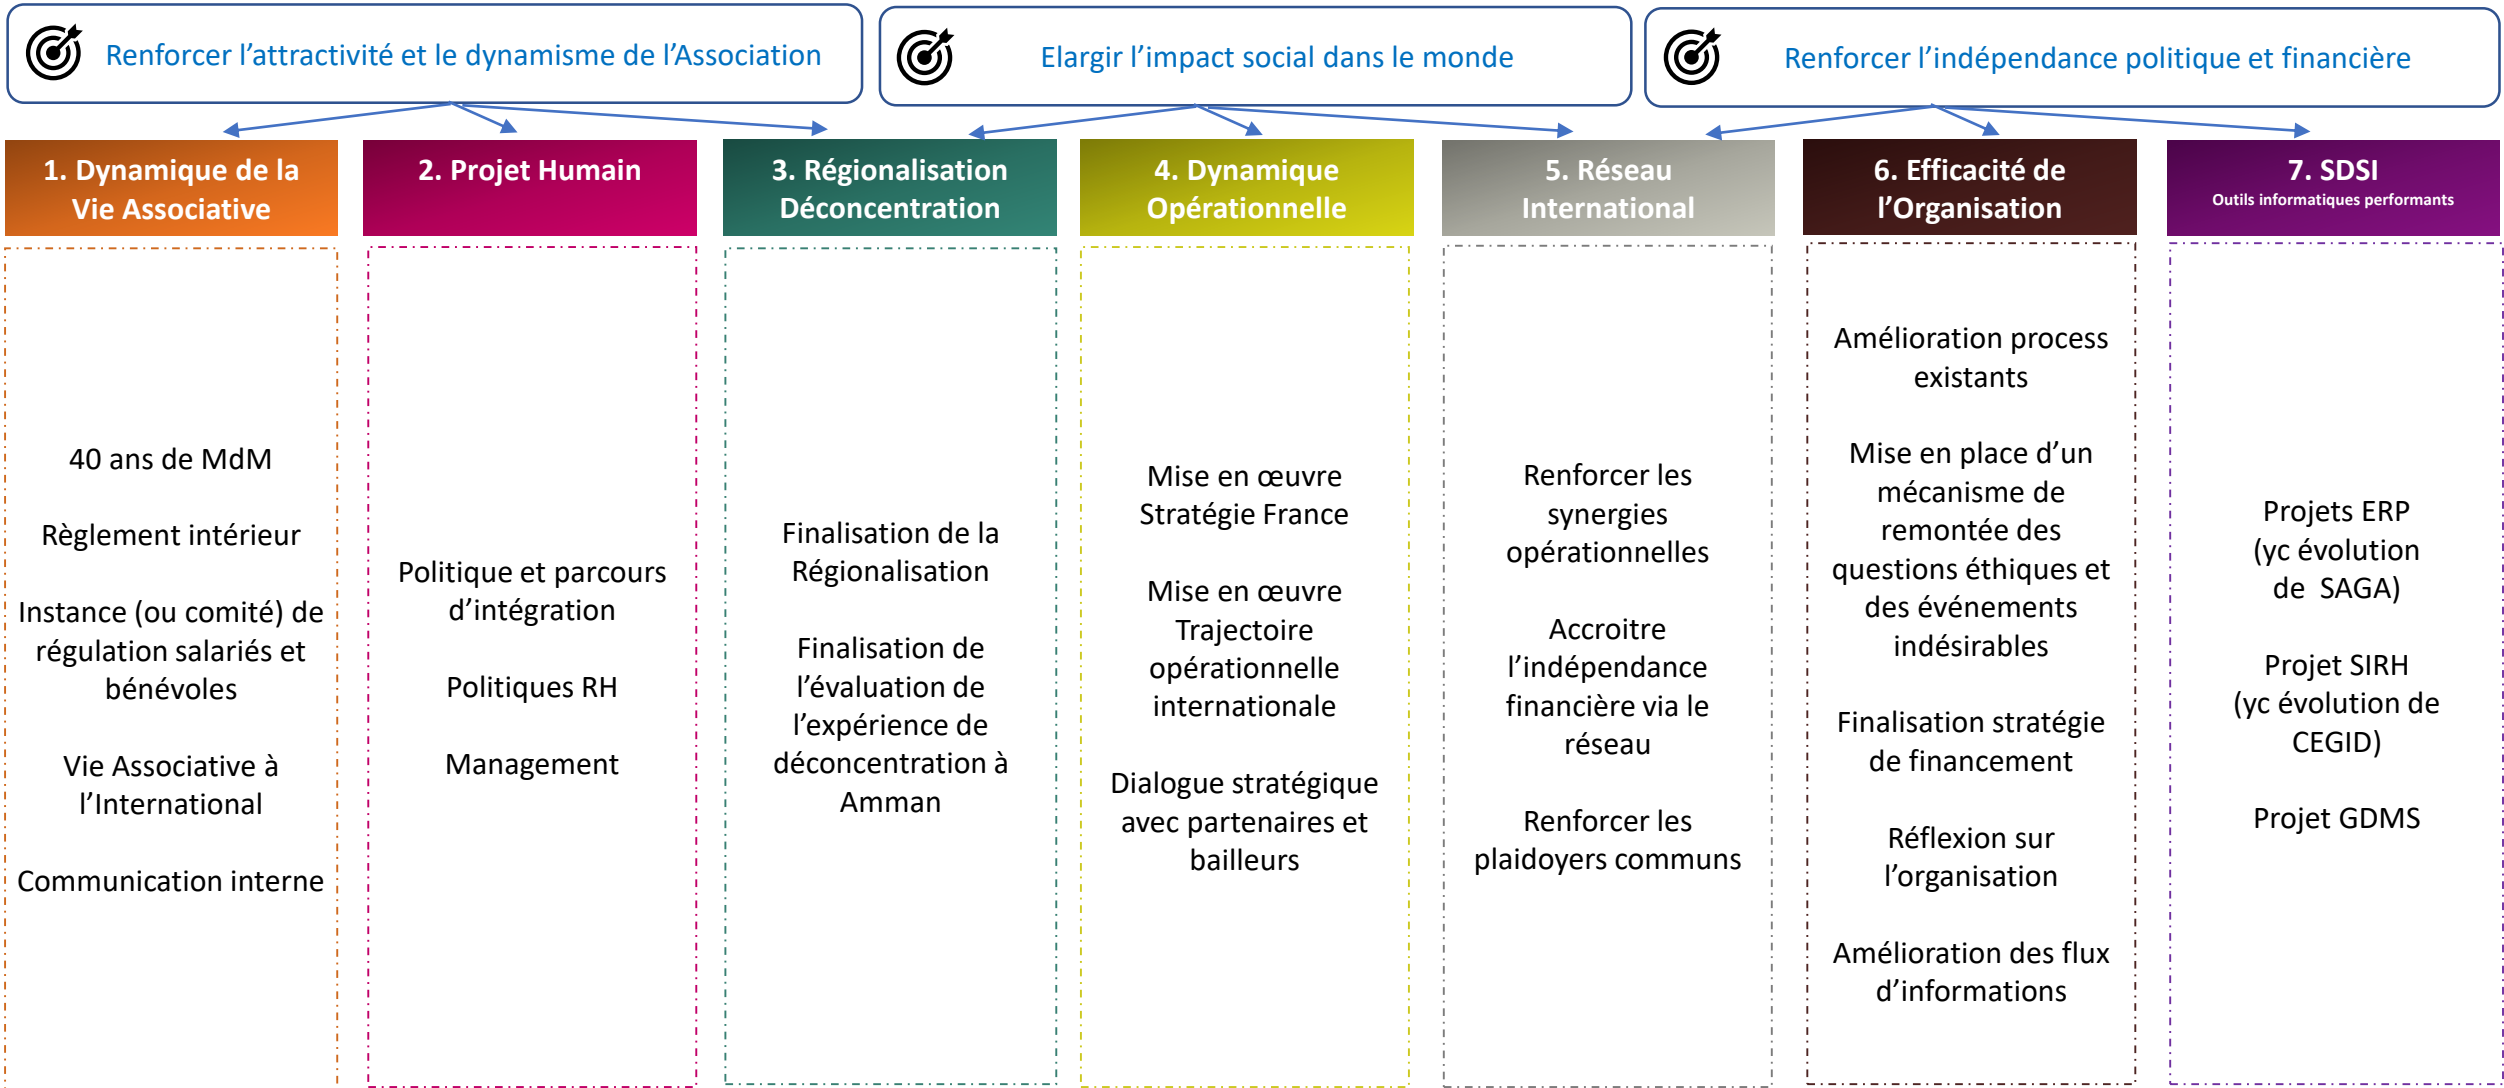 Renforcer l’attractivité et le dynamisme de l’Association
Elargir l’impact social dans le monde
Renforcer l’indépendance politique et financière
1. Dynamique de la
Vie Associative
2. Projet Humain
3. Régionalisation
Déconcentration
4. Dynamique
Opérationnelle
5. Réseau
International
6. Efficacité de
l’Organisation
7. SDSI
Outils informatiques performants
40 ans de MdM
Règlement intérieur
Instance (ou comité) de
régulation salariés et
bénévoles
Vie Associative à
l’International
Communication interne
Politique et parcours
d’intégration
Politiques RH
Management
Finalisation de la
Régionalisation
Finalisation de
l’évaluation de
l’expérience de
déconcentration à
Amman
Mise en œuvre
Stratégie France
Mise en œuvre
Trajectoire
opérationnelle
internationale
Dialogue stratégique
avec partenaires et
bailleurs
Renforcer les
synergies
opérationnelles
Accroitre
l’indépendance
financière via le
réseau
Renforcer les
plaidoyers communs
Amélioration process
existants
Mise en place d’un
mécanisme de
remontée des
questions éthiques et
des événements
indésirables
Finalisation stratégie
de financement
Réflexion sur
l’organisation
Amélioration des flux
d’informations
Projets ERP
(yc évolution
de SAGA)
Projet SIRH
(yc évolution de
CEGID)
Projet GDMS